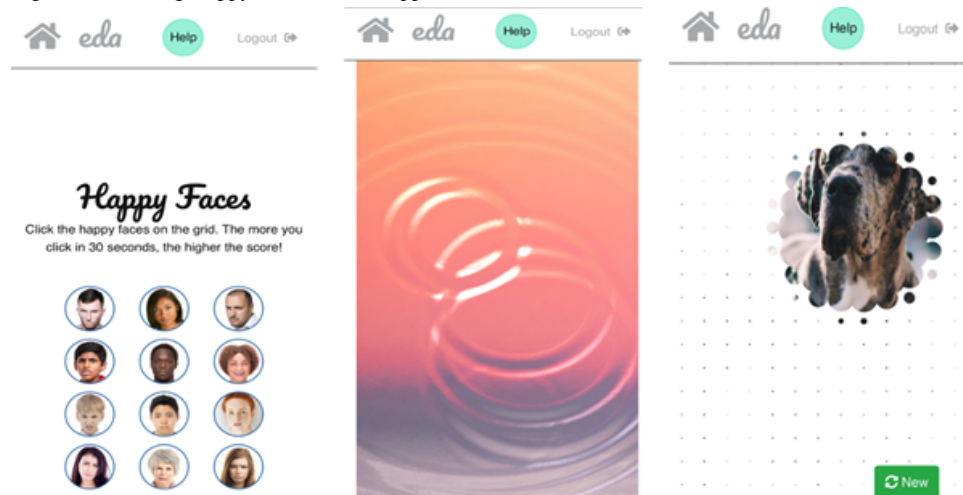 eda Help Logout
eda Help Logout
eda Help Logout
Happy Faces
Click the happy faces on the grid. The more you
click in 30 seconds, the higher the score!
New